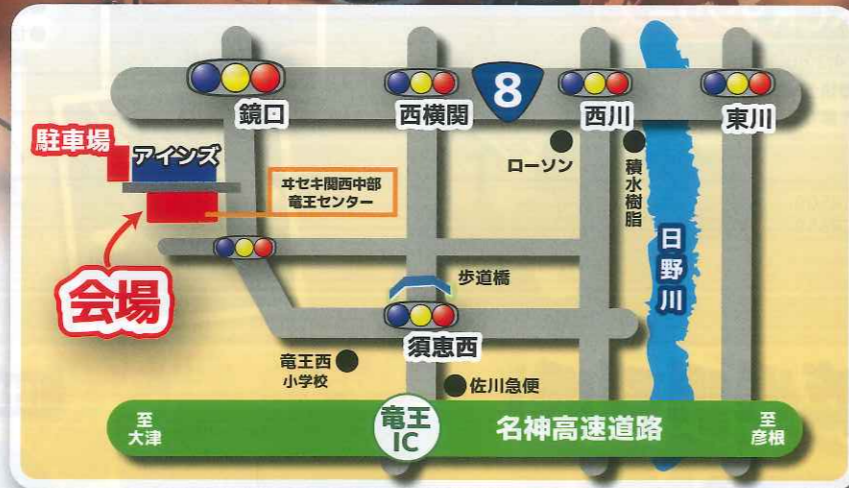 8
鏡口
西横関
西川
東川
駐車場
アインズ
ローソン
積水樹脂
ヰセキ関西中部
竜王センター
日野川
会場
歩道橋
須恵西
竜王西
小学校
佐川急便
至
大津
竜王
IC
名神高速道路
至
彦根